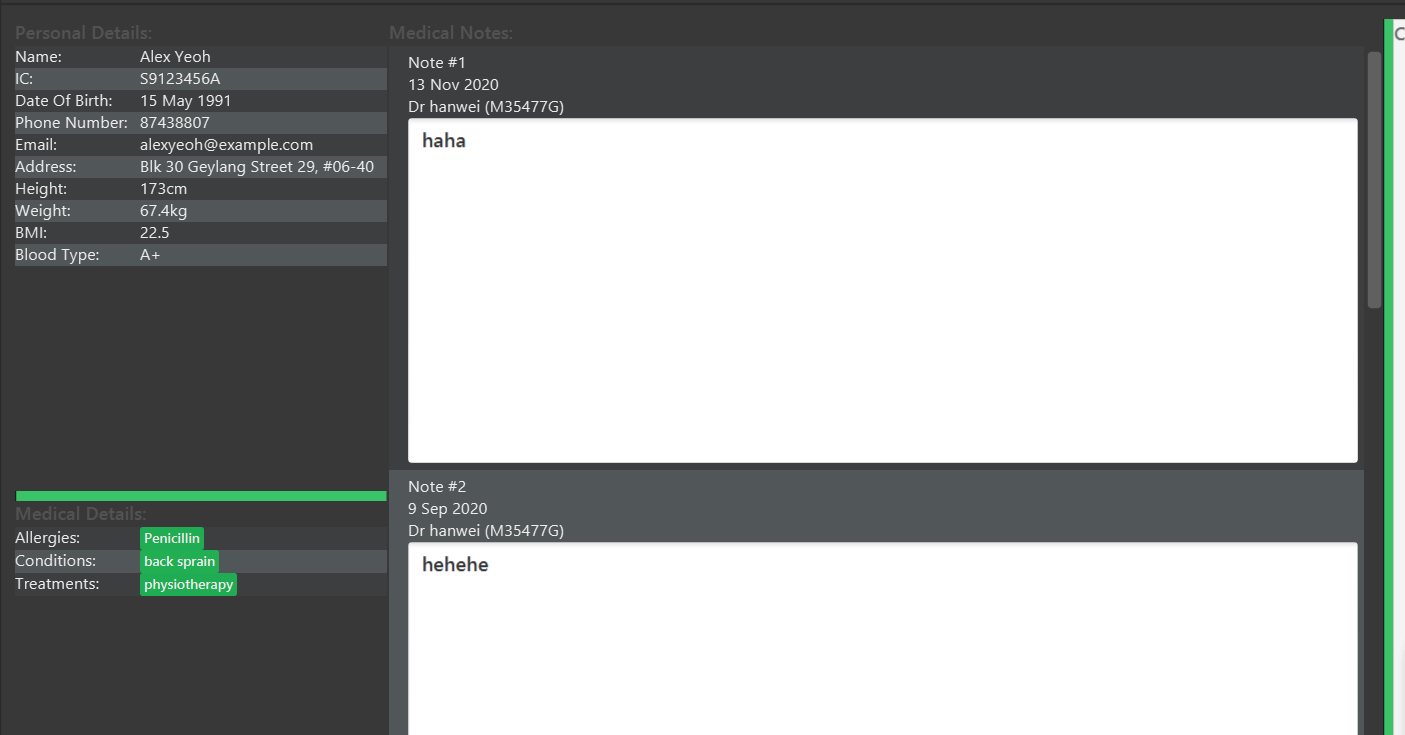 Personal Details:
Name: Alex Yeoh
IC: S9123456A
Date Of Birth: 15 May 1991
Phone Number: 87438807
Email: alexyeoh@example.com
Address: Blk 30 Geylang Street 29, #06-40
Height: 173cm
Weight: 67.4kg
BMI: 22.5
Blood Type: A+
Medical Details:
Allergies: Penicillin
Conditions: back sprain
Treatments: physiotherapy
Medical Notes:
Note #1
13 Nov 2020
Dr hanwei (M35477G)
haha
Note #2
9 Sep 2020
Dr hanwei (M35477G)
hehehe